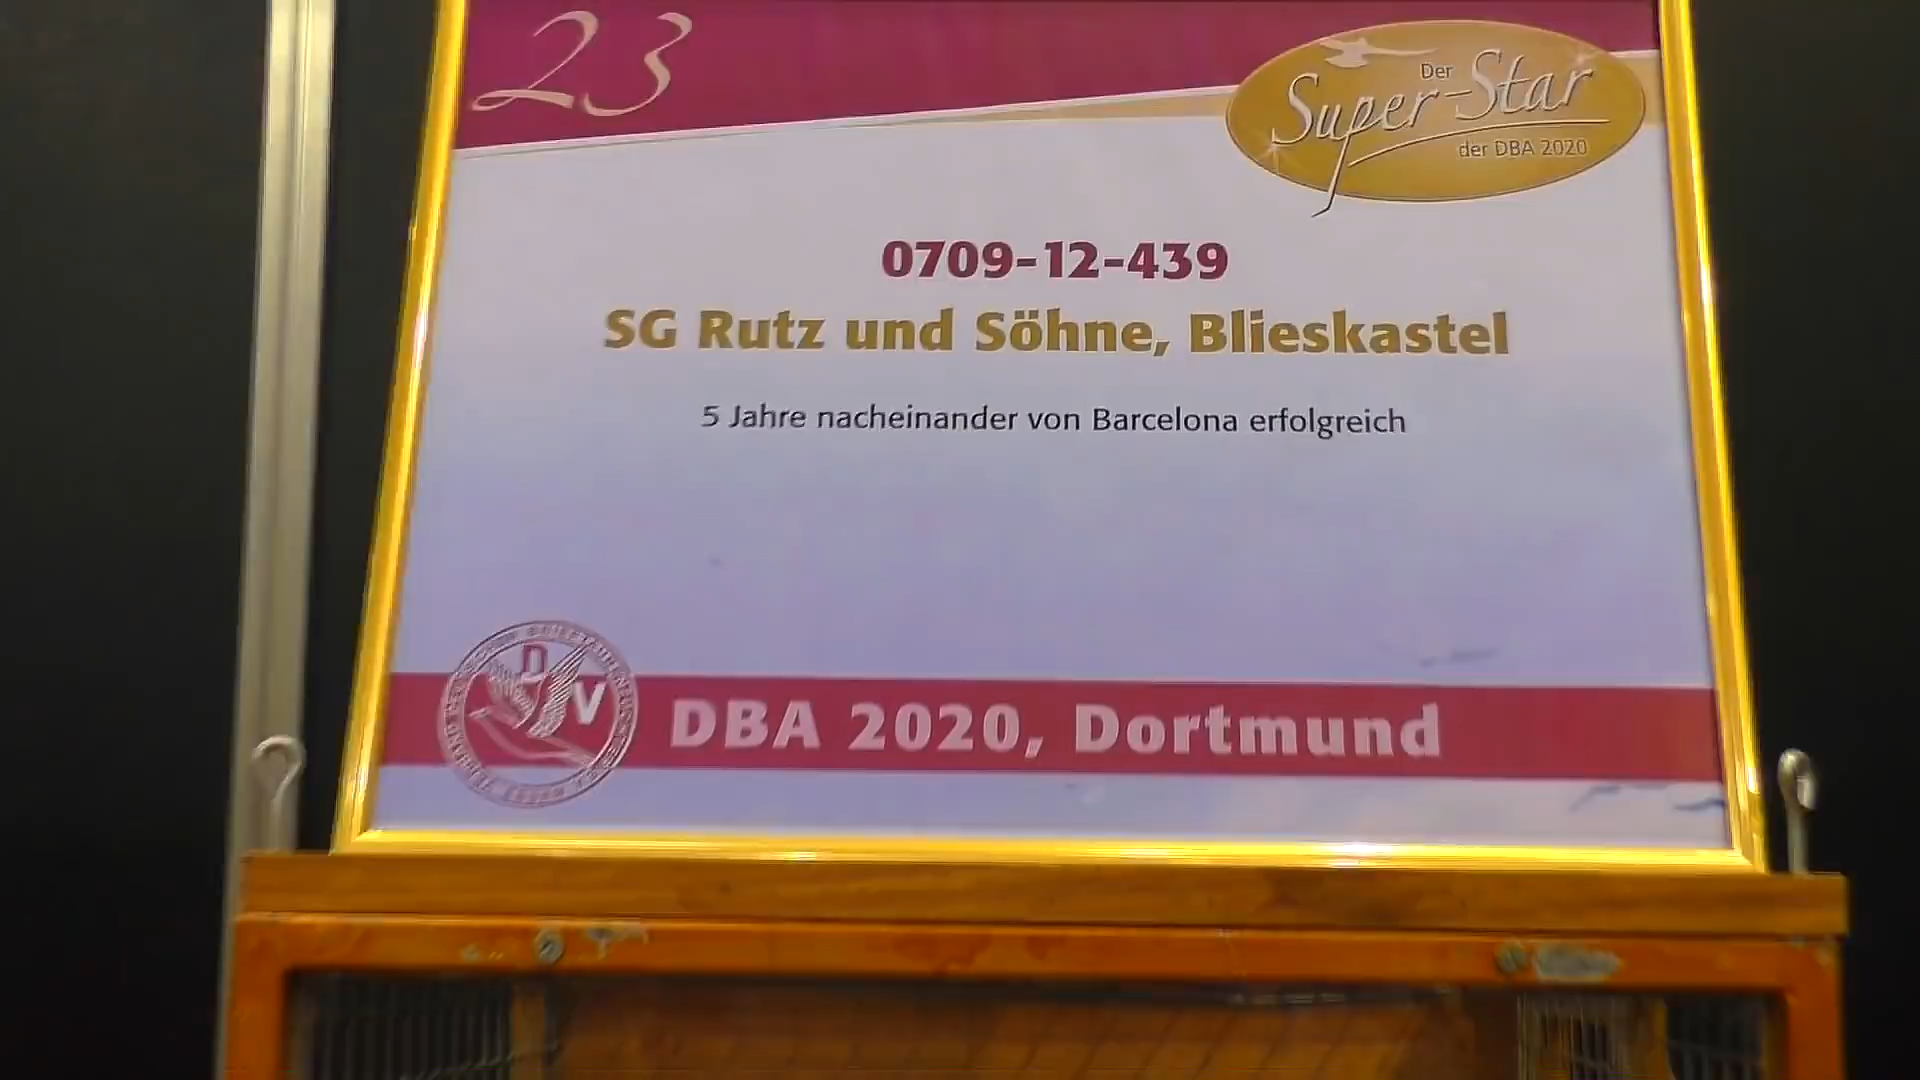 23
Der
Super-Star
der DBA 2020
0709-12-439
SG Rutz und Söhne, Blieskastel
5 Jahre nacheinander von Barcelona erfolgreich
D
V
DBA 2020, Dortmund